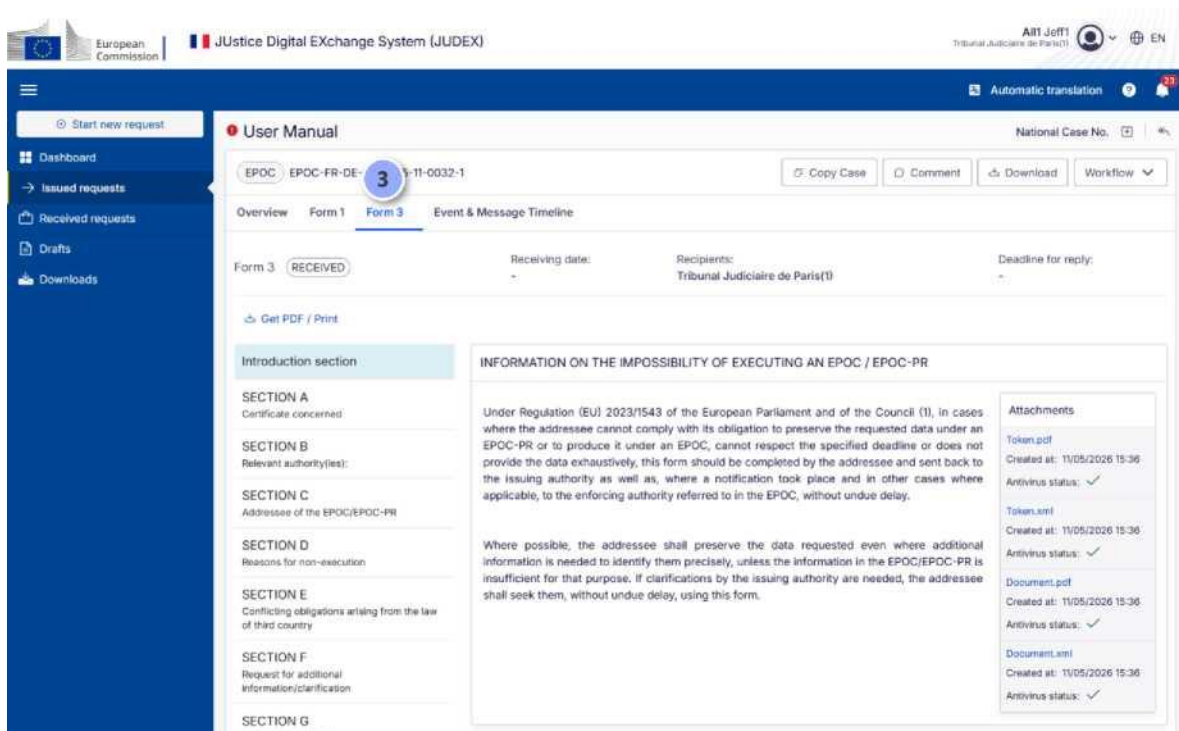 European
Commission
JUstice Digital EXchange System (JUDEX)
Ali1 Jeff1
Tribunal Judiciaire de Paris(1)
EN
Automatic translation
23
Start new request
Dashboard
Issued requests
Received requests
Drafts
Downloads
User Manual
National Case No.
EPOC EPOC-FR-DE- 3 -11-0032-1
Copy Case
Comment
Download
Workflow
Overview Form 1 Form 3 Event & Message Timeline
Form 3 RECEIVED
Receiving date:
-
Recipients:
Tribunal Judiciaire de Paris(1)
Deadline for reply:
-
Get PDF / Print
Introduction section
SECTION A
Certificate concerned
SECTION B
Relevant authority(ies):
SECTION C
Addressee of the EPOC/EPOC-PR
SECTION D
Reasons for non-execution
SECTION E
Conflicting obligations arising from the law
of third country
SECTION F
Request for additional
information/clarification
SECTION G
INFORMATION ON THE IMPOSSIBILITY OF EXECUTING AN EPOC / EPOC-PR
Under Regulation (EU) 2023/1543 of the European Parliament and of the Council (1), in cases
where the addressee cannot comply with its obligation to preserve the requested data under an
EPOC-PR or to produce it under an EPOC, cannot respect the specified deadline or does not
provide the data exhaustively, this form should be completed by the addressee and sent back to
the issuing authority as well as, where a notification took place and in other cases where
applicable, to the enforcing authority referred to in the EPOC, without undue delay.
Where possible, the addressee shall preserve the data requested even where additional
information is needed to identify them precisely, unless the information in the EPOC/EPOC-PR is
insufficient for that purpose. If clarifications by the issuing authority are needed, the addressee
shall seek them, without undue delay, using this form.
Attachments
Token.pdf
Created at: 11/05/2026 15:36
Antivirus status:
Token.xml
Created at: 11/05/2026 15:36
Antivirus status:
Document.pdf
Created at: 11/05/2026 15:36
Antivirus status:
Document.xml
Created at: 11/05/2026 15:36
Antivirus status: